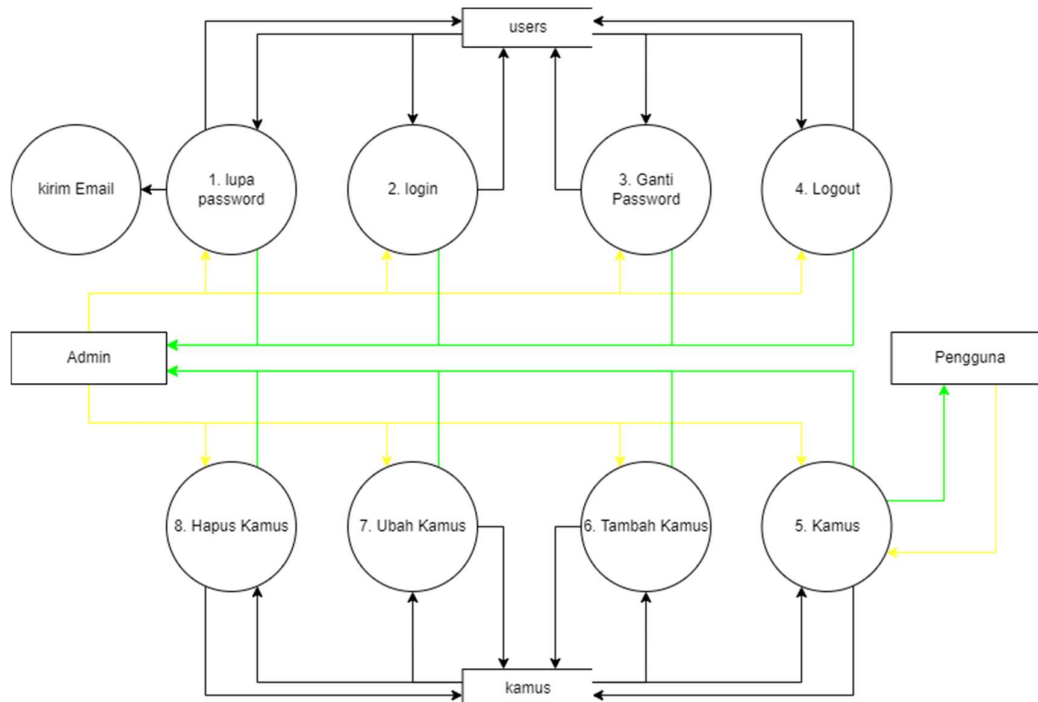 users
kirim Email
1. lupa
password
2. login
3. Ganti
Password
4. Logout
Admin
Pengguna
8. Hapus Kamus
7. Ubah Kamus
6. Tambah Kamus
5. Kamus
kamus